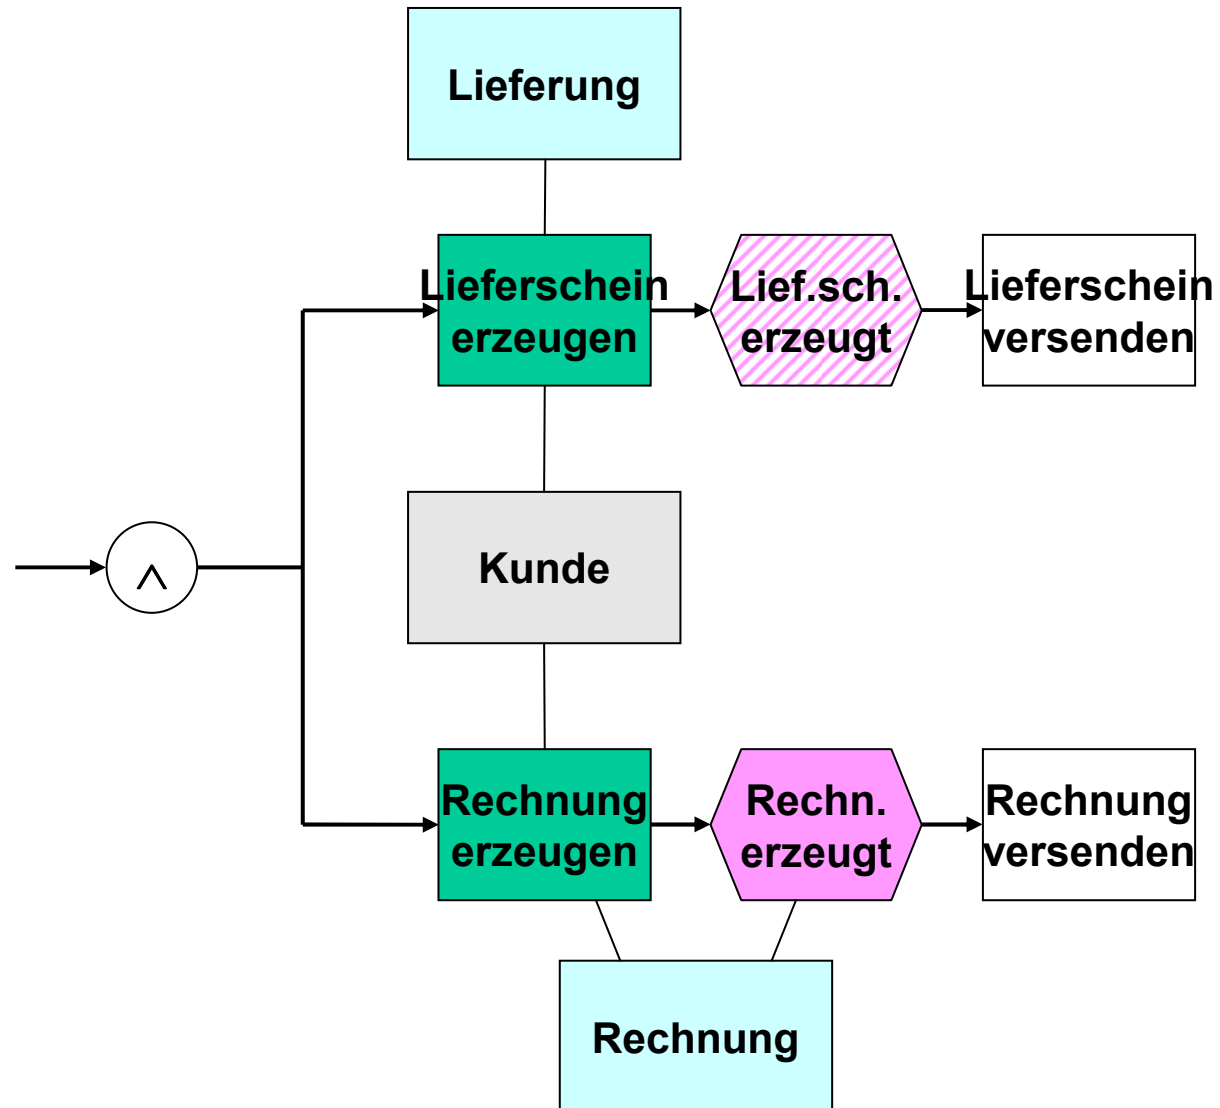 Lieferung
Lieferschein
erzeugen
Lief.sch.
erzeugt
Lieferschein
versenden
∧
Kunde
Rechnung
erzeugen
Rechn.
erzeugt
Rechnung
versenden
Rechnung